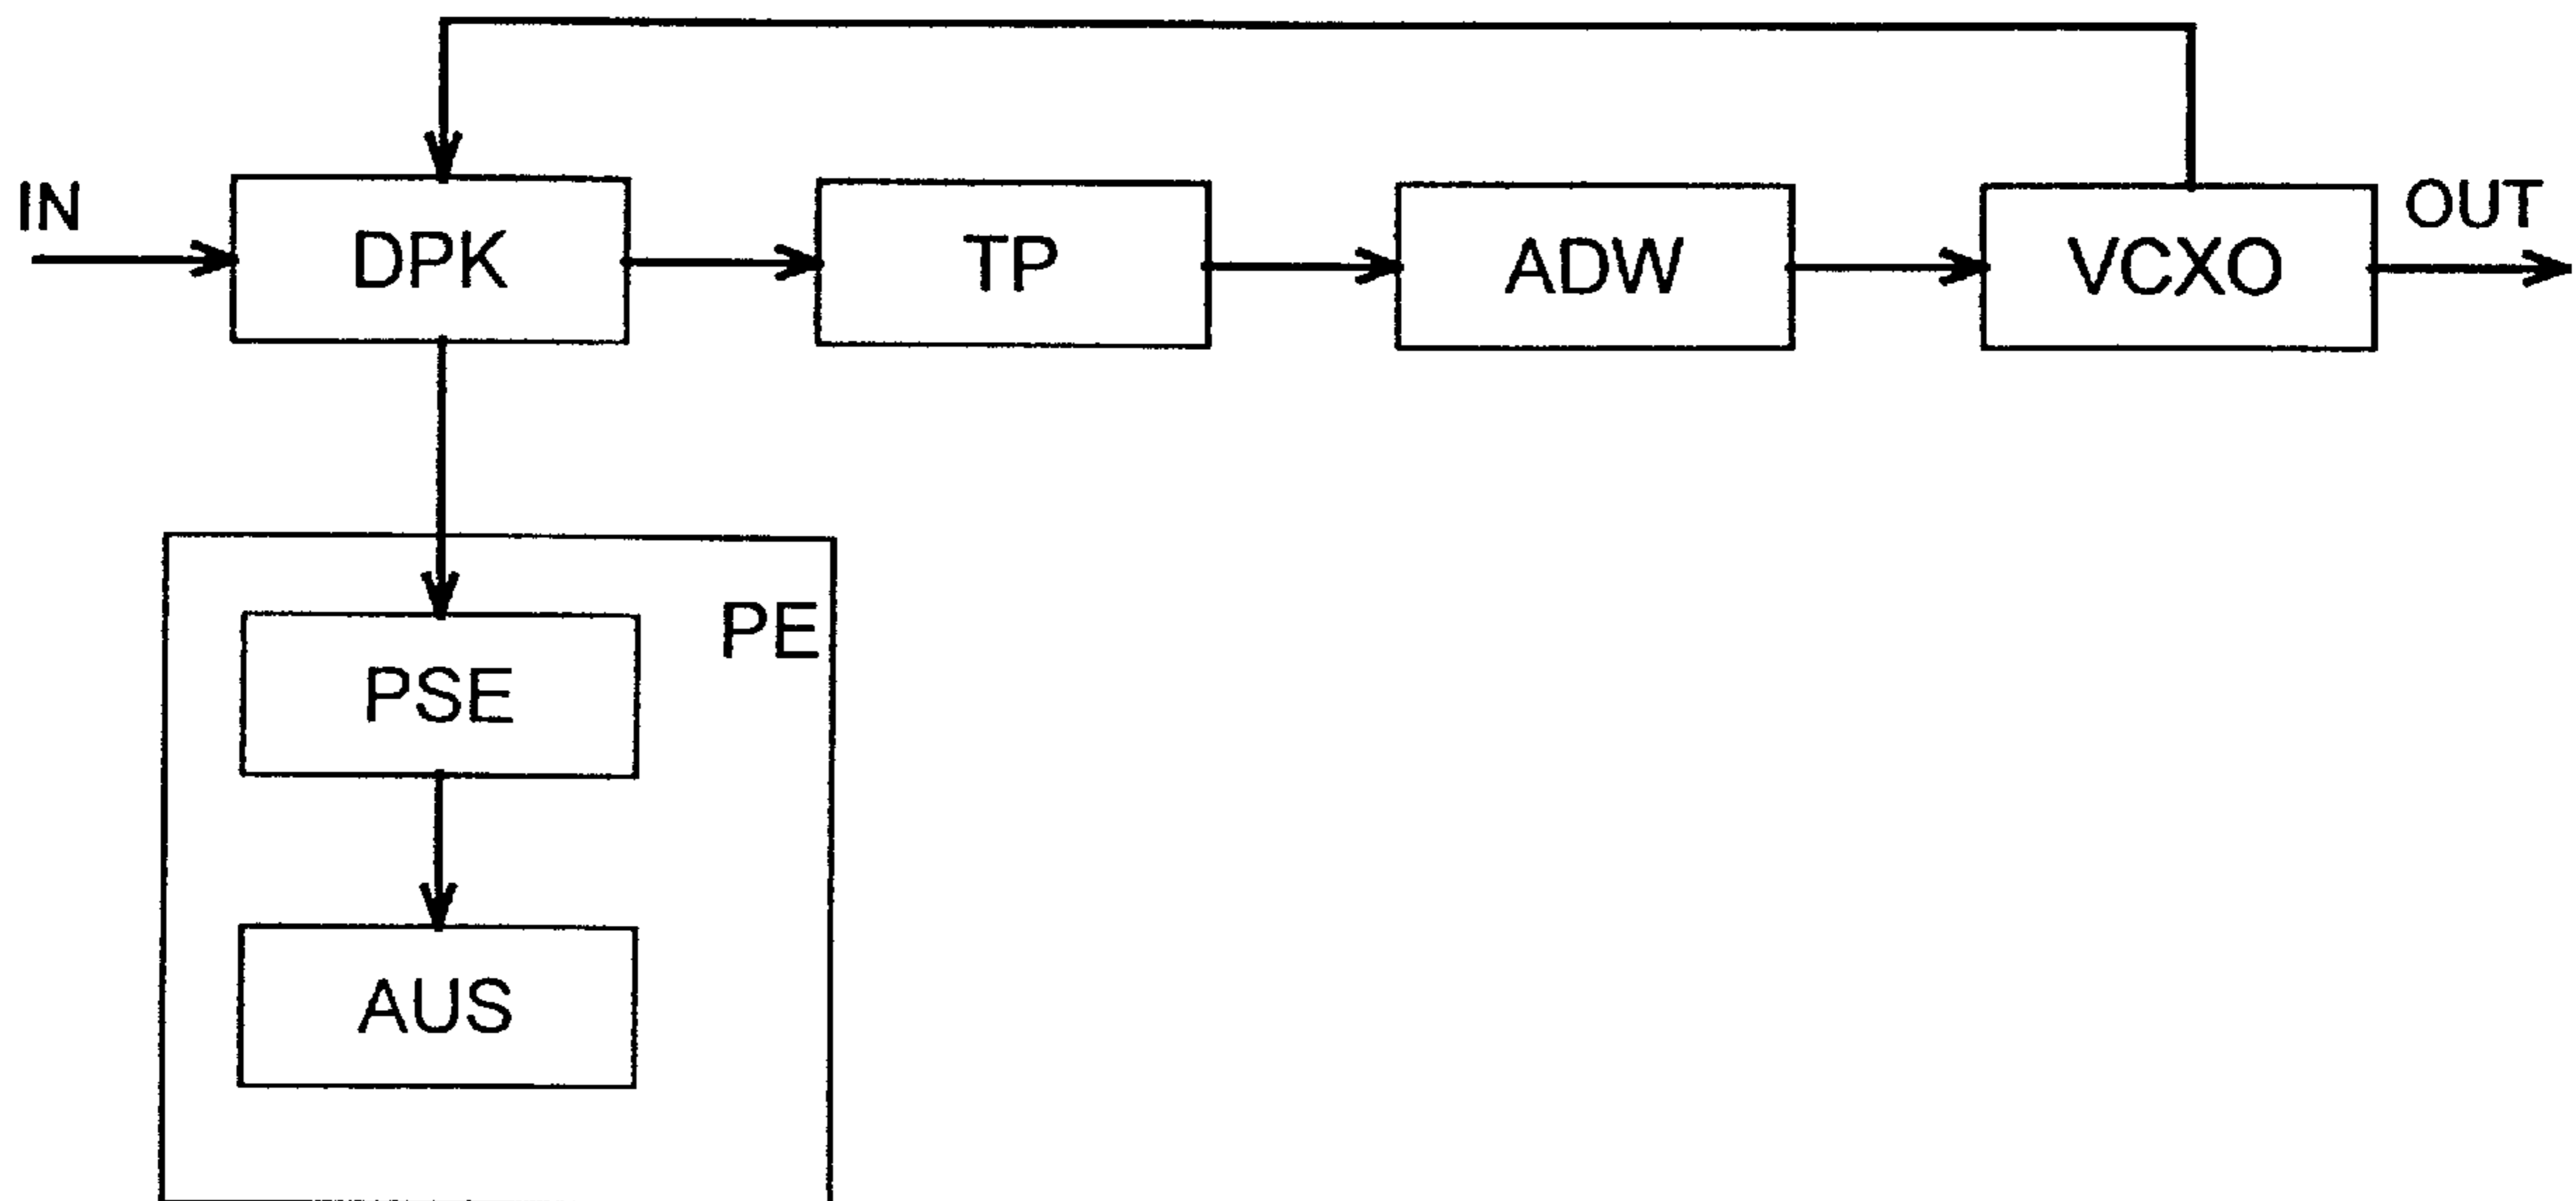 IN
DPK
TP
ADW
VCXO
OUT
PE
PSE
AUS